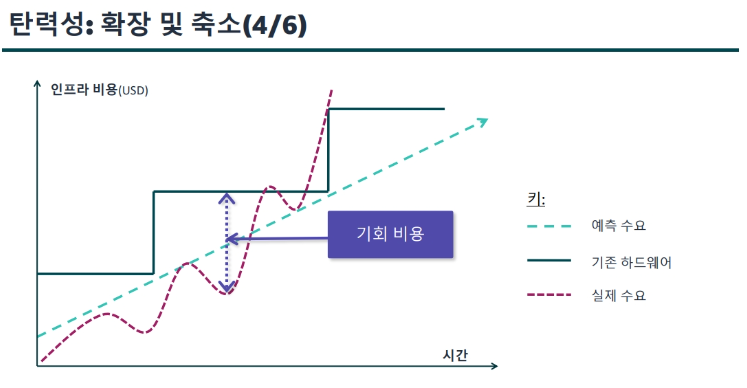 탄력성: 확장 및 축소(4/6)
인프라 비용(USD)
기회 비용
키:
예측 수요
기존 하드웨어
실제 수요
시간